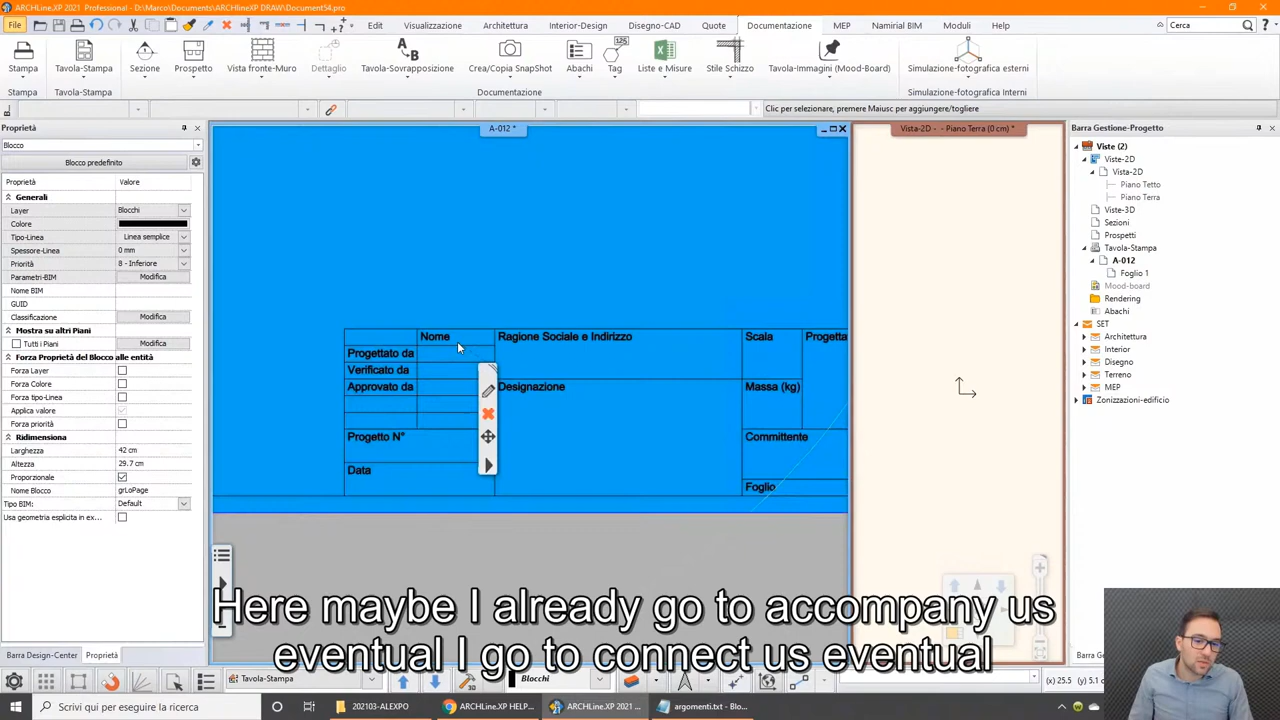 ARCHLine.XP 2021 Professional - D:\Marco\Documents\ARCHlineXP DRAW\Document54.pro
File Edit Visualizzazione Architettura Interior-Design Disegno-CAD Quote Documentazione MEP Namirial BIM Moduli Help Cerca
Stampa Tavola-Stampa Sezione Prospetto Vista fronte-Muro Dettaglio Tavola-Sovrapposizione Crea/Copia SnapShot Abachi Tag Liste e Misure Stile Schizzo Tavola-Immagini (Mood-Board) Simulazione-fotografica esterni
Stampa Tavola-Stampa Documentazione Simulazione-fotografica Interni
Clic per selezionare, premere Maiusc per aggiungere/togliere
Proprietà
Blocco
Blocco predefinito
Proprietà Valore
Generali
Layer Blocchi
Colore
Tipo-Linea Linea semplice
Spessore-Linea 0 mm
Priorità 8 - Inferiore
Parametri-BIM Modifica
Nome BIM
GUID
Classificazione Modifica
Mostra su altri Piani
Tutti i Piani Modifica
Forza Proprietà del Blocco alle entità
Forza Layer
Forza Colore
Forza tipo-Linea
Applica valore
Forza priorità
Ridimensiona
Larghezza 42 cm
Altezza 29.7 cm
Proporzionale
Nome Blocco grLoPage
Tipo BIM: Default
Usa geometria esplicita in ex...
Barra Design-Center Proprietà
A-012 *
Nome Ragione Sociale e Indirizzo Scala Progetta
Progettato da
Verificato da
Approvato da Designazione Massa (kg)
Progetto N° Committente
Data
Foglio
Vista-2D - - Piano Terra (0 cm) *
Barra Gestione-Progetto
Viste (2)
Viste-2D
Vista-2D
Piano Tetto
Piano Terra
Viste-3D
Sezioni
Prospetti
Tavola-Stampa
A-012
Foglio 1
Mood-board
Rendering
Abachi
SET
Architettura
Interior
Disegno
Terreno
MEP
Zonizzazioni-edificio
Here maybe I already go to accompany us
eventual I go to connect us eventual
Tavola-Stampa Blocchi
Scrivi qui per eseguire la ricerca 202103-ALEXPO ARCHLine.XP HELP... ARCHLine.XP 2021 ... argomenti.txt - Blo...